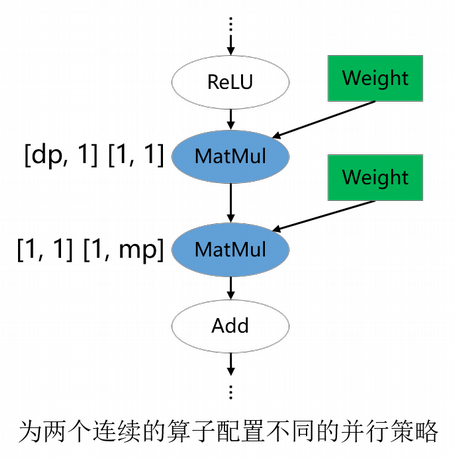 ReLU
Weight
[dp, 1] [1, 1]
MatMul
Weight
[1, 1] [1, mp]
MatMul
Add
为两个连续的算子配置不同的并行策略